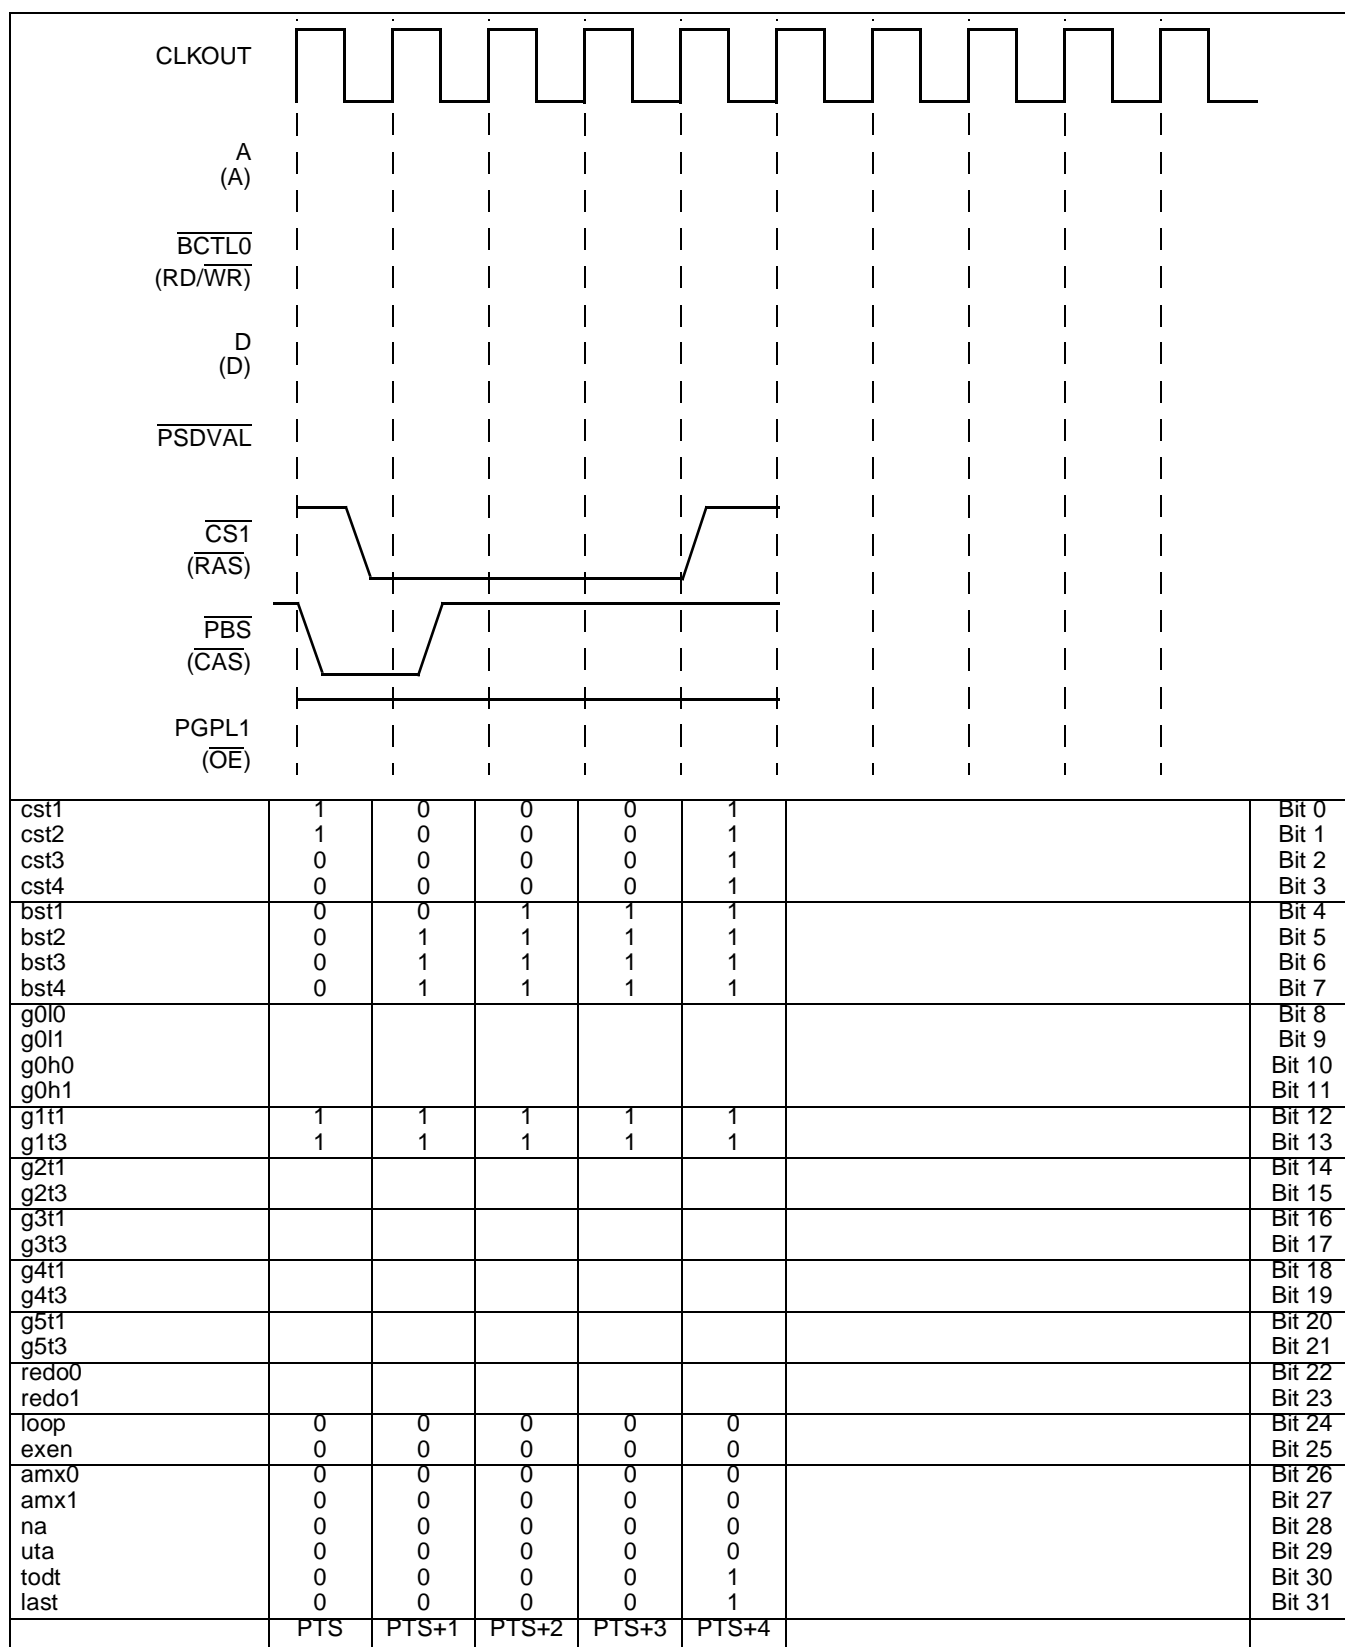 CLKOUT
A
(A)
BCTL0
(RD/WR)
D
(D)
PSDVAL
CS1
(RAS)
PBS
(CAS)
PGPL1
(OE)
cst1 1 0 0 0 1 Bit 0
cst2 1 0 0 0 1 Bit 1
cst3 0 0 0 0 1 Bit 2
cst4 0 0 0 0 1 Bit 3
bst1 0 0 1 1 1 Bit 4
bst2 0 1 1 1 1 Bit 5
bst3 0 1 1 1 1 Bit 6
bst4 0 1 1 1 1 Bit 7
g0l0 Bit 8
g0l1 Bit 9
g0h0 Bit 10
g0h1 Bit 11
g1t1 1 1 1 1 1 Bit 12
g1t3 1 1 1 1 1 Bit 13
g2t1 Bit 14
g2t3 Bit 15
g3t1 Bit 16
g3t3 Bit 17
g4t1 Bit 18
g4t3 Bit 19
g5t1 Bit 20
g5t3 Bit 21
redo0 Bit 22
redo1 Bit 23
loop 0 0 0 0 0 Bit 24
exen 0 0 0 0 0 Bit 25
amx0 0 0 0 0 0 Bit 26
amx1 0 0 0 0 0 Bit 27
na 0 0 0 0 0 Bit 28
uta 0 0 0 0 0 Bit 29
todt 0 0 0 0 1 Bit 30
last 0 0 0 0 1 Bit 31
PTS PTS+1 PTS+2 PTS+3 PTS+4